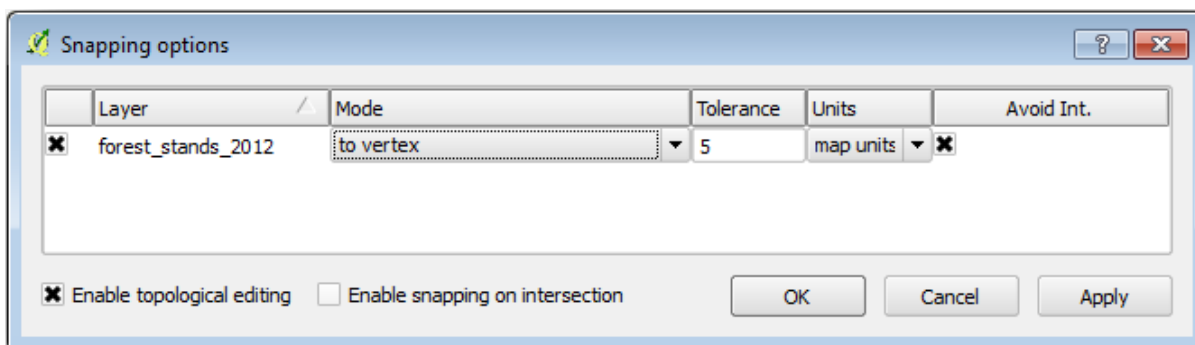 Snapping options
Layer Mode Tolerance Units Avoid Int.
forest_stands_2012 to vertex 5 map units
Enable topological editing Enable snapping on intersection OK Cancel Apply